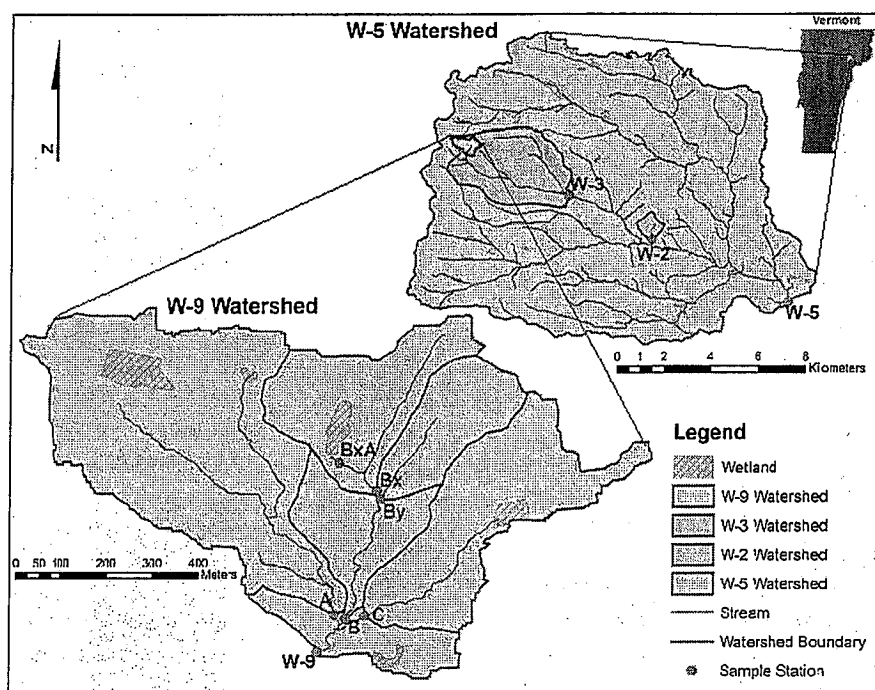 Vermont
W-5 Watershed
N
W-3
W-2
W-5
0 1 2 4 6 8
Kilometers
W-9 Watershed
BxA
Bx
By
0 50 100 200 300 400
Meters
A
B
C
W-9
Legend
Wetland
W-9 Watershed
W-3 Watershed
W-2 Watershed
W-5 Watershed
Stream
Watershed Boundary
Sample Station